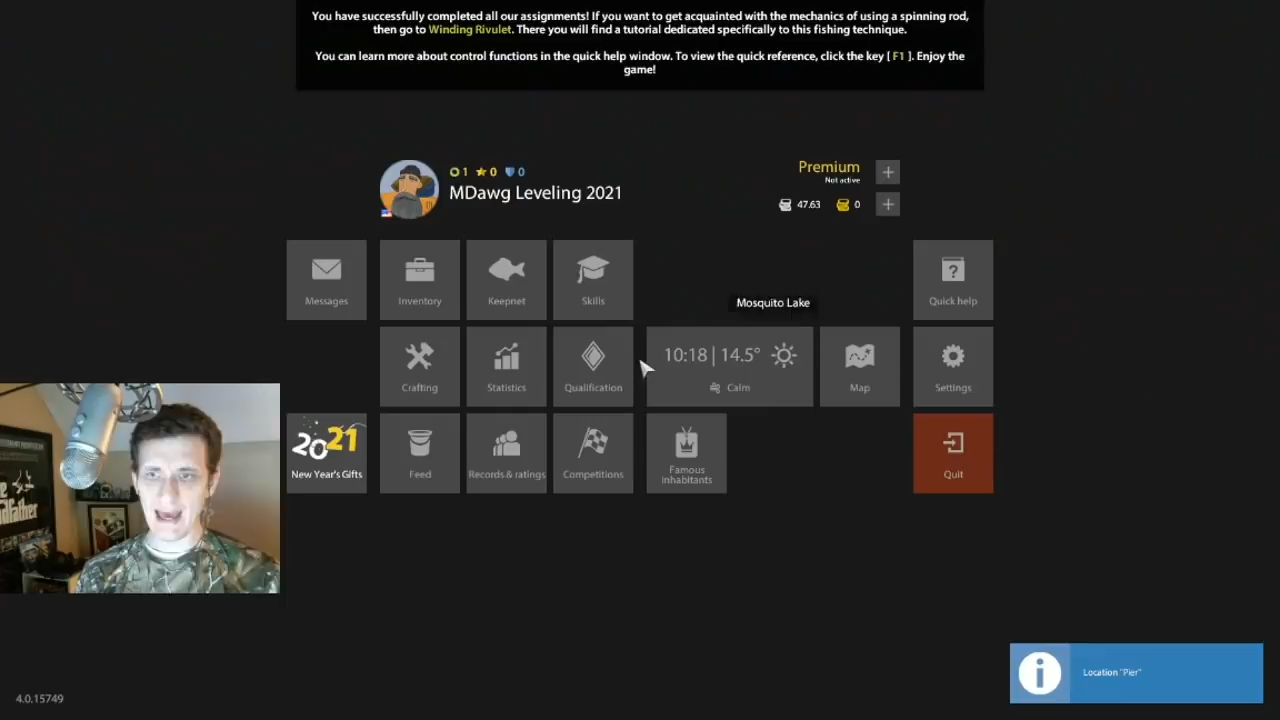 You have successfully completed all our assignments! If you want to get acquainted with the mechanics of using a spinning rod,
then go to Winding Rivulet. There you will find a tutorial dedicated specifically to this fishing technique.
You can learn more about control functions in the quick help window. To view the quick reference, click the key [ F1 ]. Enjoy the
game!
1 0 0
MDawg Leveling 2021
Premium
Not active
47.63 0
Messages
Inventory
Keepnet
Skills
Mosquito Lake
Quick help
Crafting
Statistics
Qualification
10:18 | 14.5°
Calm
Map
Settings
2021
New Year's Gifts
Feed
Records & ratings
Competitions
Famous
inhabitants
Quit
Location "Pier"
4.0.15749